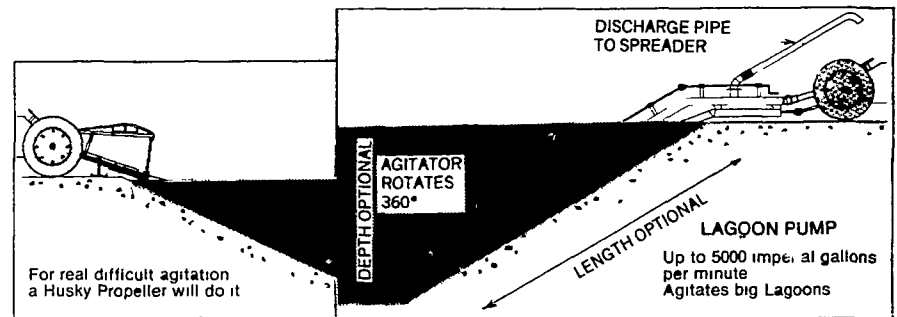 DISCHARGE PIPE
TO SPREADER
DEPTH OPTIONAL
AGITATOR
ROTATES
360°
LENGTH OPTIONAL
LAGOON PUMP
Up to 5000 imperial gallons
per minute
Agitates big Lagoons
For real difficult agitation
a Husky Propeller will do it